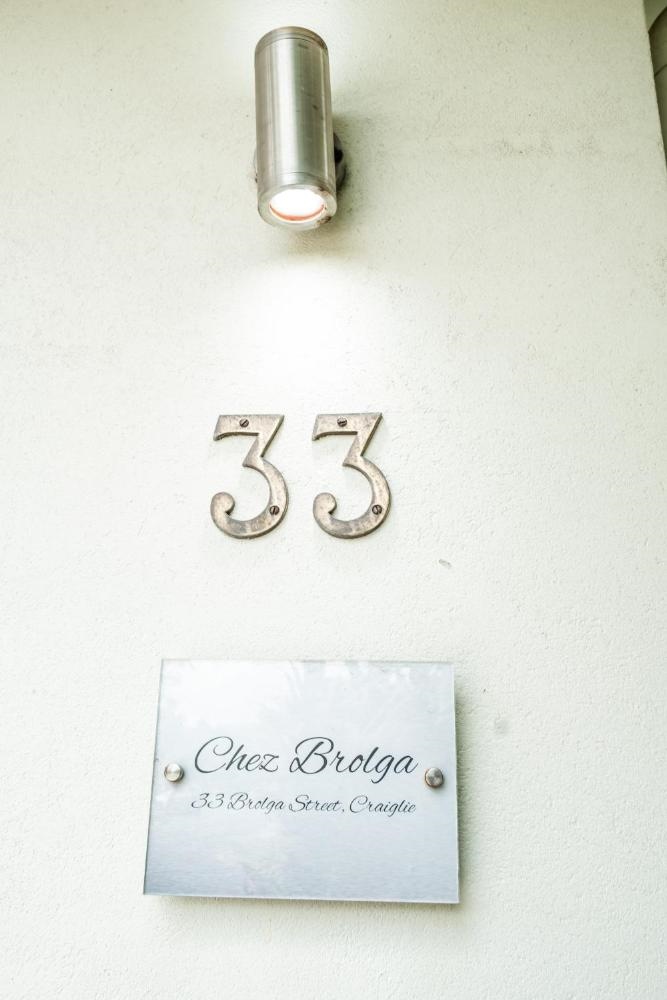 33
Chez Brolga
33 Brolga Street, Craiglie